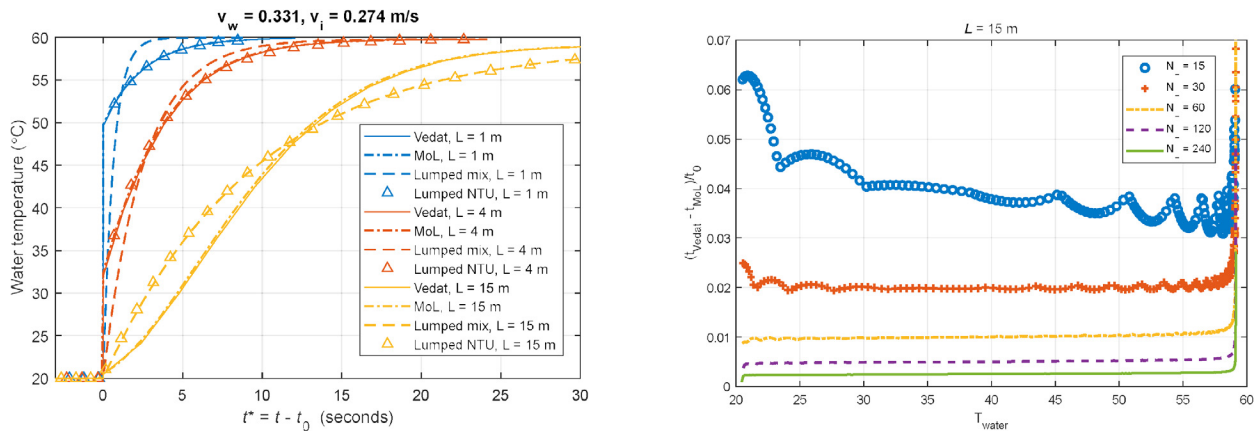 v_w = 0.331, v_i = 0.274 m/s
Water temperature (°C)
60
55
50
45
40
35
30
25
20
0
5
10
15
20
25
30
t* = t - t_0 (seconds)
Vedat, L = 1 m
MoL, L = 1 m
Lumped mix, L = 1 m
Lumped NTU, L = 1 m
Vedat, L = 4 m
MoL, L = 4 m
Lumped mix, L = 4 m
Lumped NTU, L = 4 m
Vedat, L = 15 m
MoL, L = 15 m
Lumped mix, L = 15 m
Lumped NTU, L = 15 m
L = 15 m
(t_Vedat - t_MoL)/t_0
0.07
0.06
0.05
0.04
0.03
0.02
0.01
0
20
25
30
35
40
45
50
55
60
T_water
N_ = 15
N_ = 30
N_ = 60
N_ = 120
N_ = 240